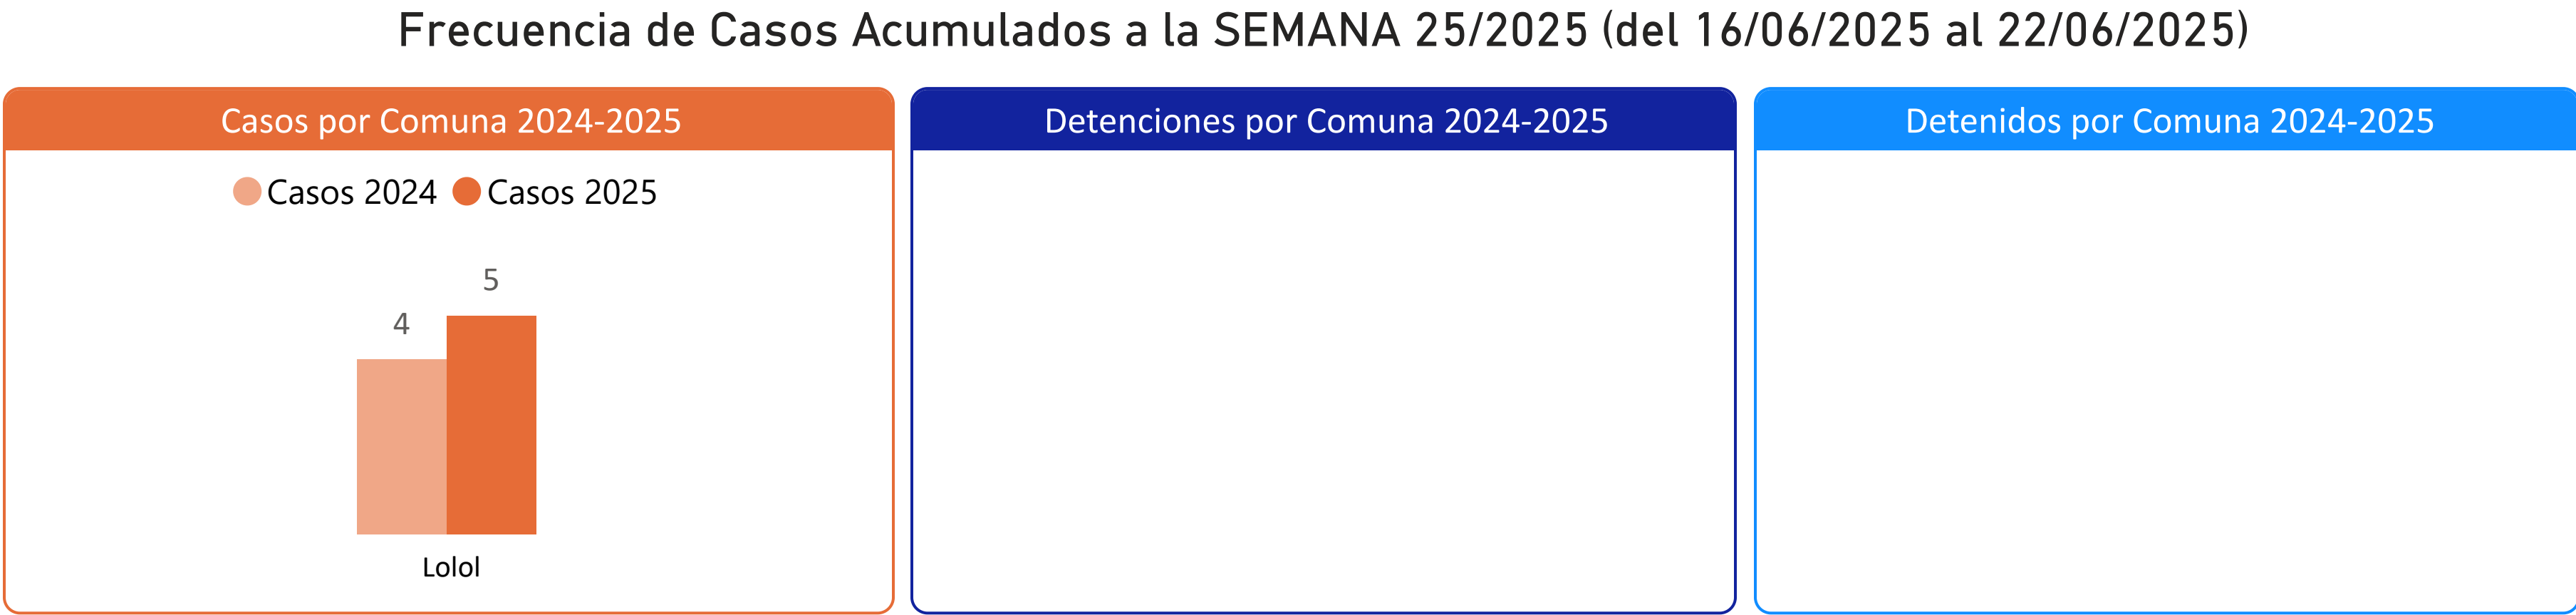 Frecuencia de Casos Acumulados a la SEMANA 25/2025 (del 16/06/2025 al 22/06/2025)
Casos por Comuna 2024-2025
Casos 2024 Casos 2025
5
4
Lolol
Detenciones por Comuna 2024-2025
Detenidos por Comuna 2024-2025